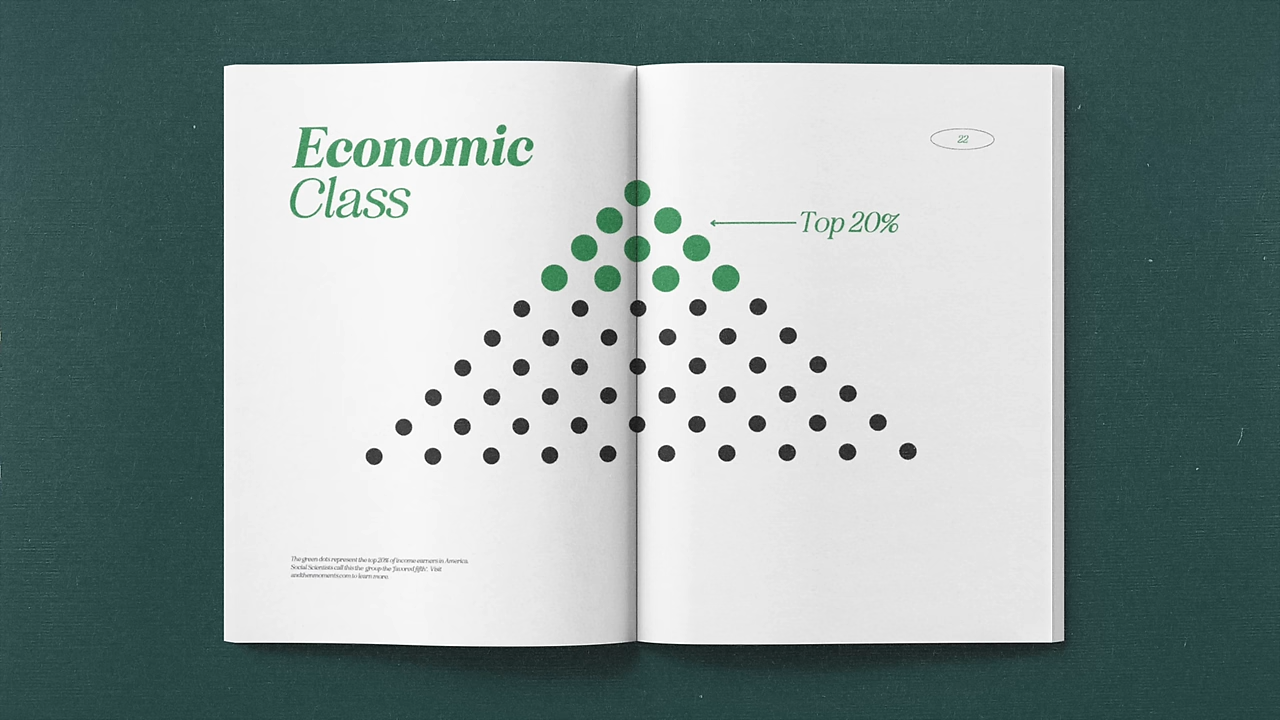 Economic
Class
22
Top 20%
The green dots represent the top 20% of income earners in America.
Social Scientists call this the group the 'favored fifth'. Visit
andthenmoments.com to learn more.